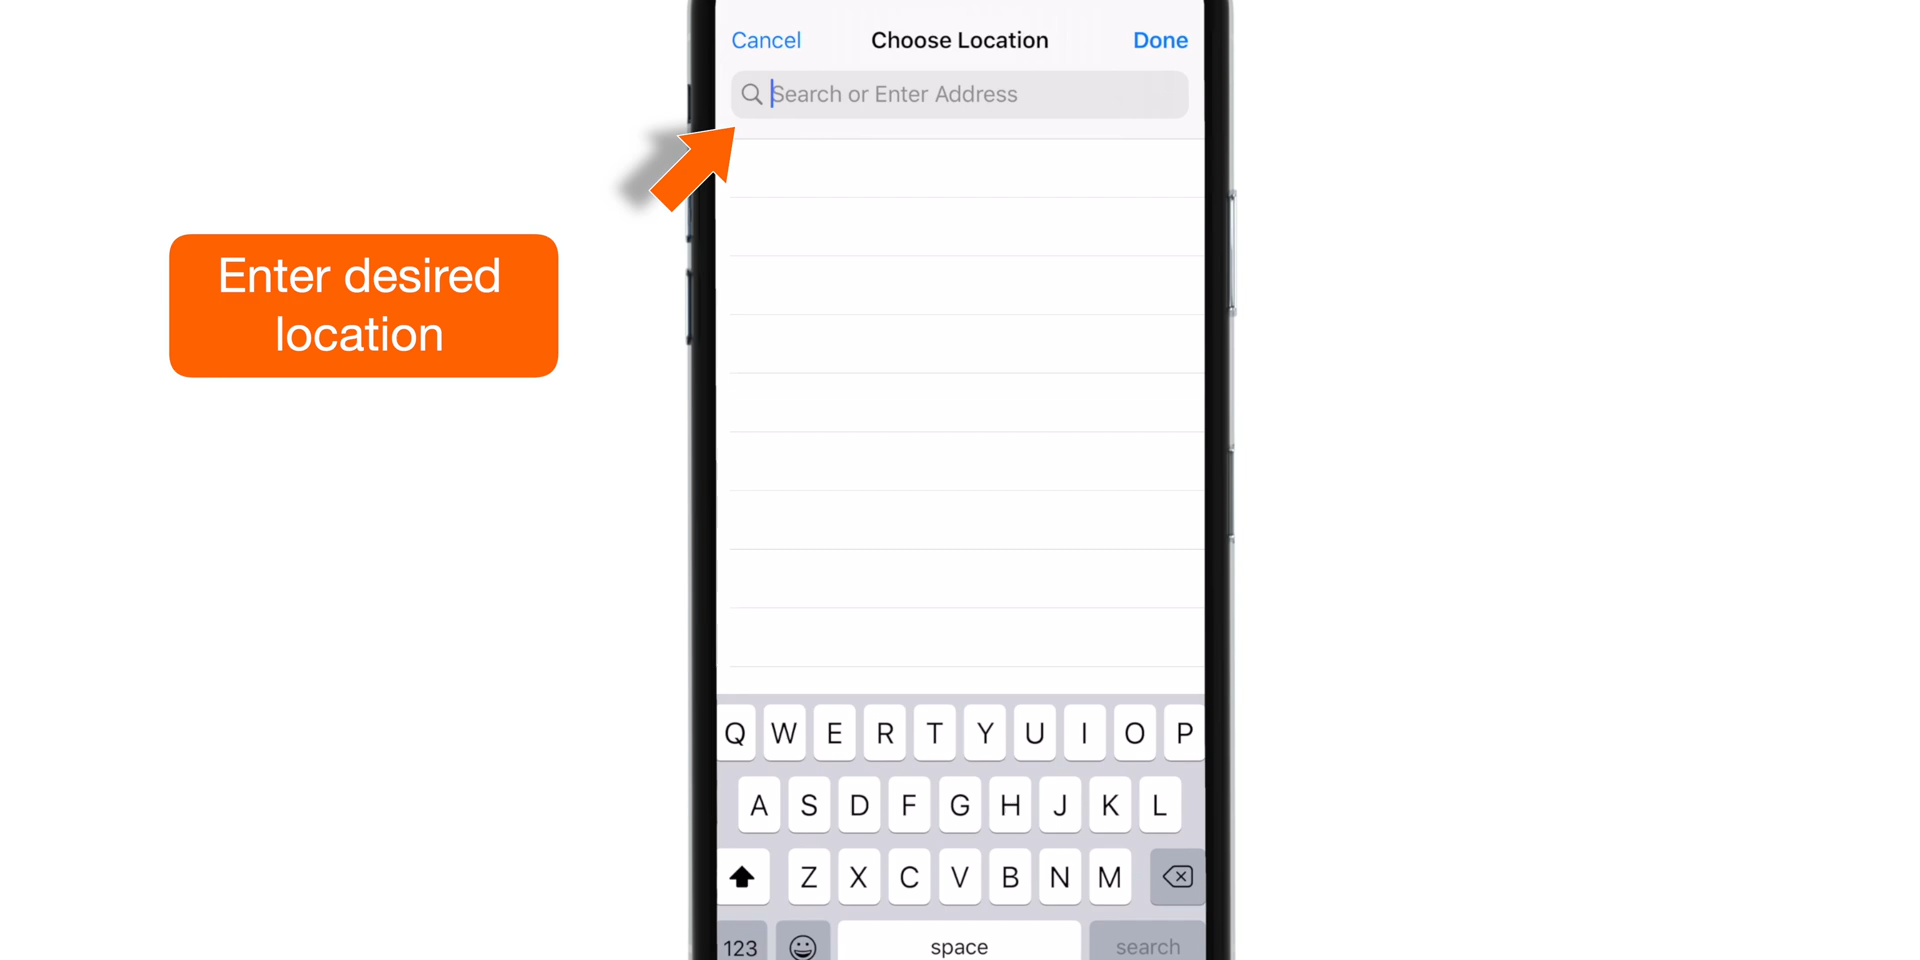 Cancel Choose Location Done
Search or Enter Address
Enter desired
location
Q W E R T Y U I O P
A S D F G H J K L
Z X C V B N M
123 space search